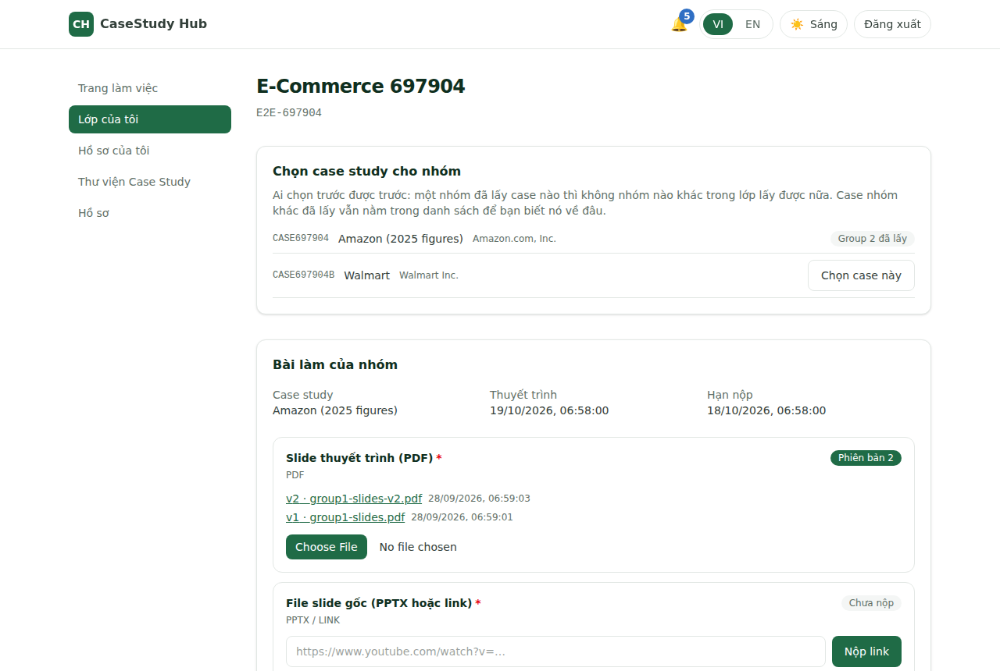 CH CaseStudy Hub
5
VI EN
Sáng
Đăng xuất
Trang làm việc
Lớp của tôi
Hồ sơ của tôi
Thư viện Case Study
Hồ sơ
E-Commerce 697904
E2E-697904
Chọn case study cho nhóm
Ai chọn trước được trước: một nhóm đã lấy case nào thì không nhóm nào khác trong lớp lấy được nữa. Case nhóm
khác đã lấy vẫn nằm trong danh sách để bạn biết nó về đâu.
CASE697904 Amazon (2025 figures) Amazon.com, Inc. Group 2 đã lấy
CASE697904B Walmart Walmart Inc. Chọn case này
Bài làm của nhóm
Case study Thuyết trình Hạn nộp
Amazon (2025 figures) 19/10/2026, 06:58:00 18/10/2026, 06:58:00
Slide thuyết trình (PDF) * Phiên bản 2
PDF
v2 · group1-slides-v2.pdf 28/09/2026, 06:59:03
v1 · group1-slides.pdf 28/09/2026, 06:59:01
Choose File No file chosen
File slide gốc (PPTX hoặc link) * Chưa nộp
PPTX / LINK
https://www.youtube.com/watch?v=... Nộp link